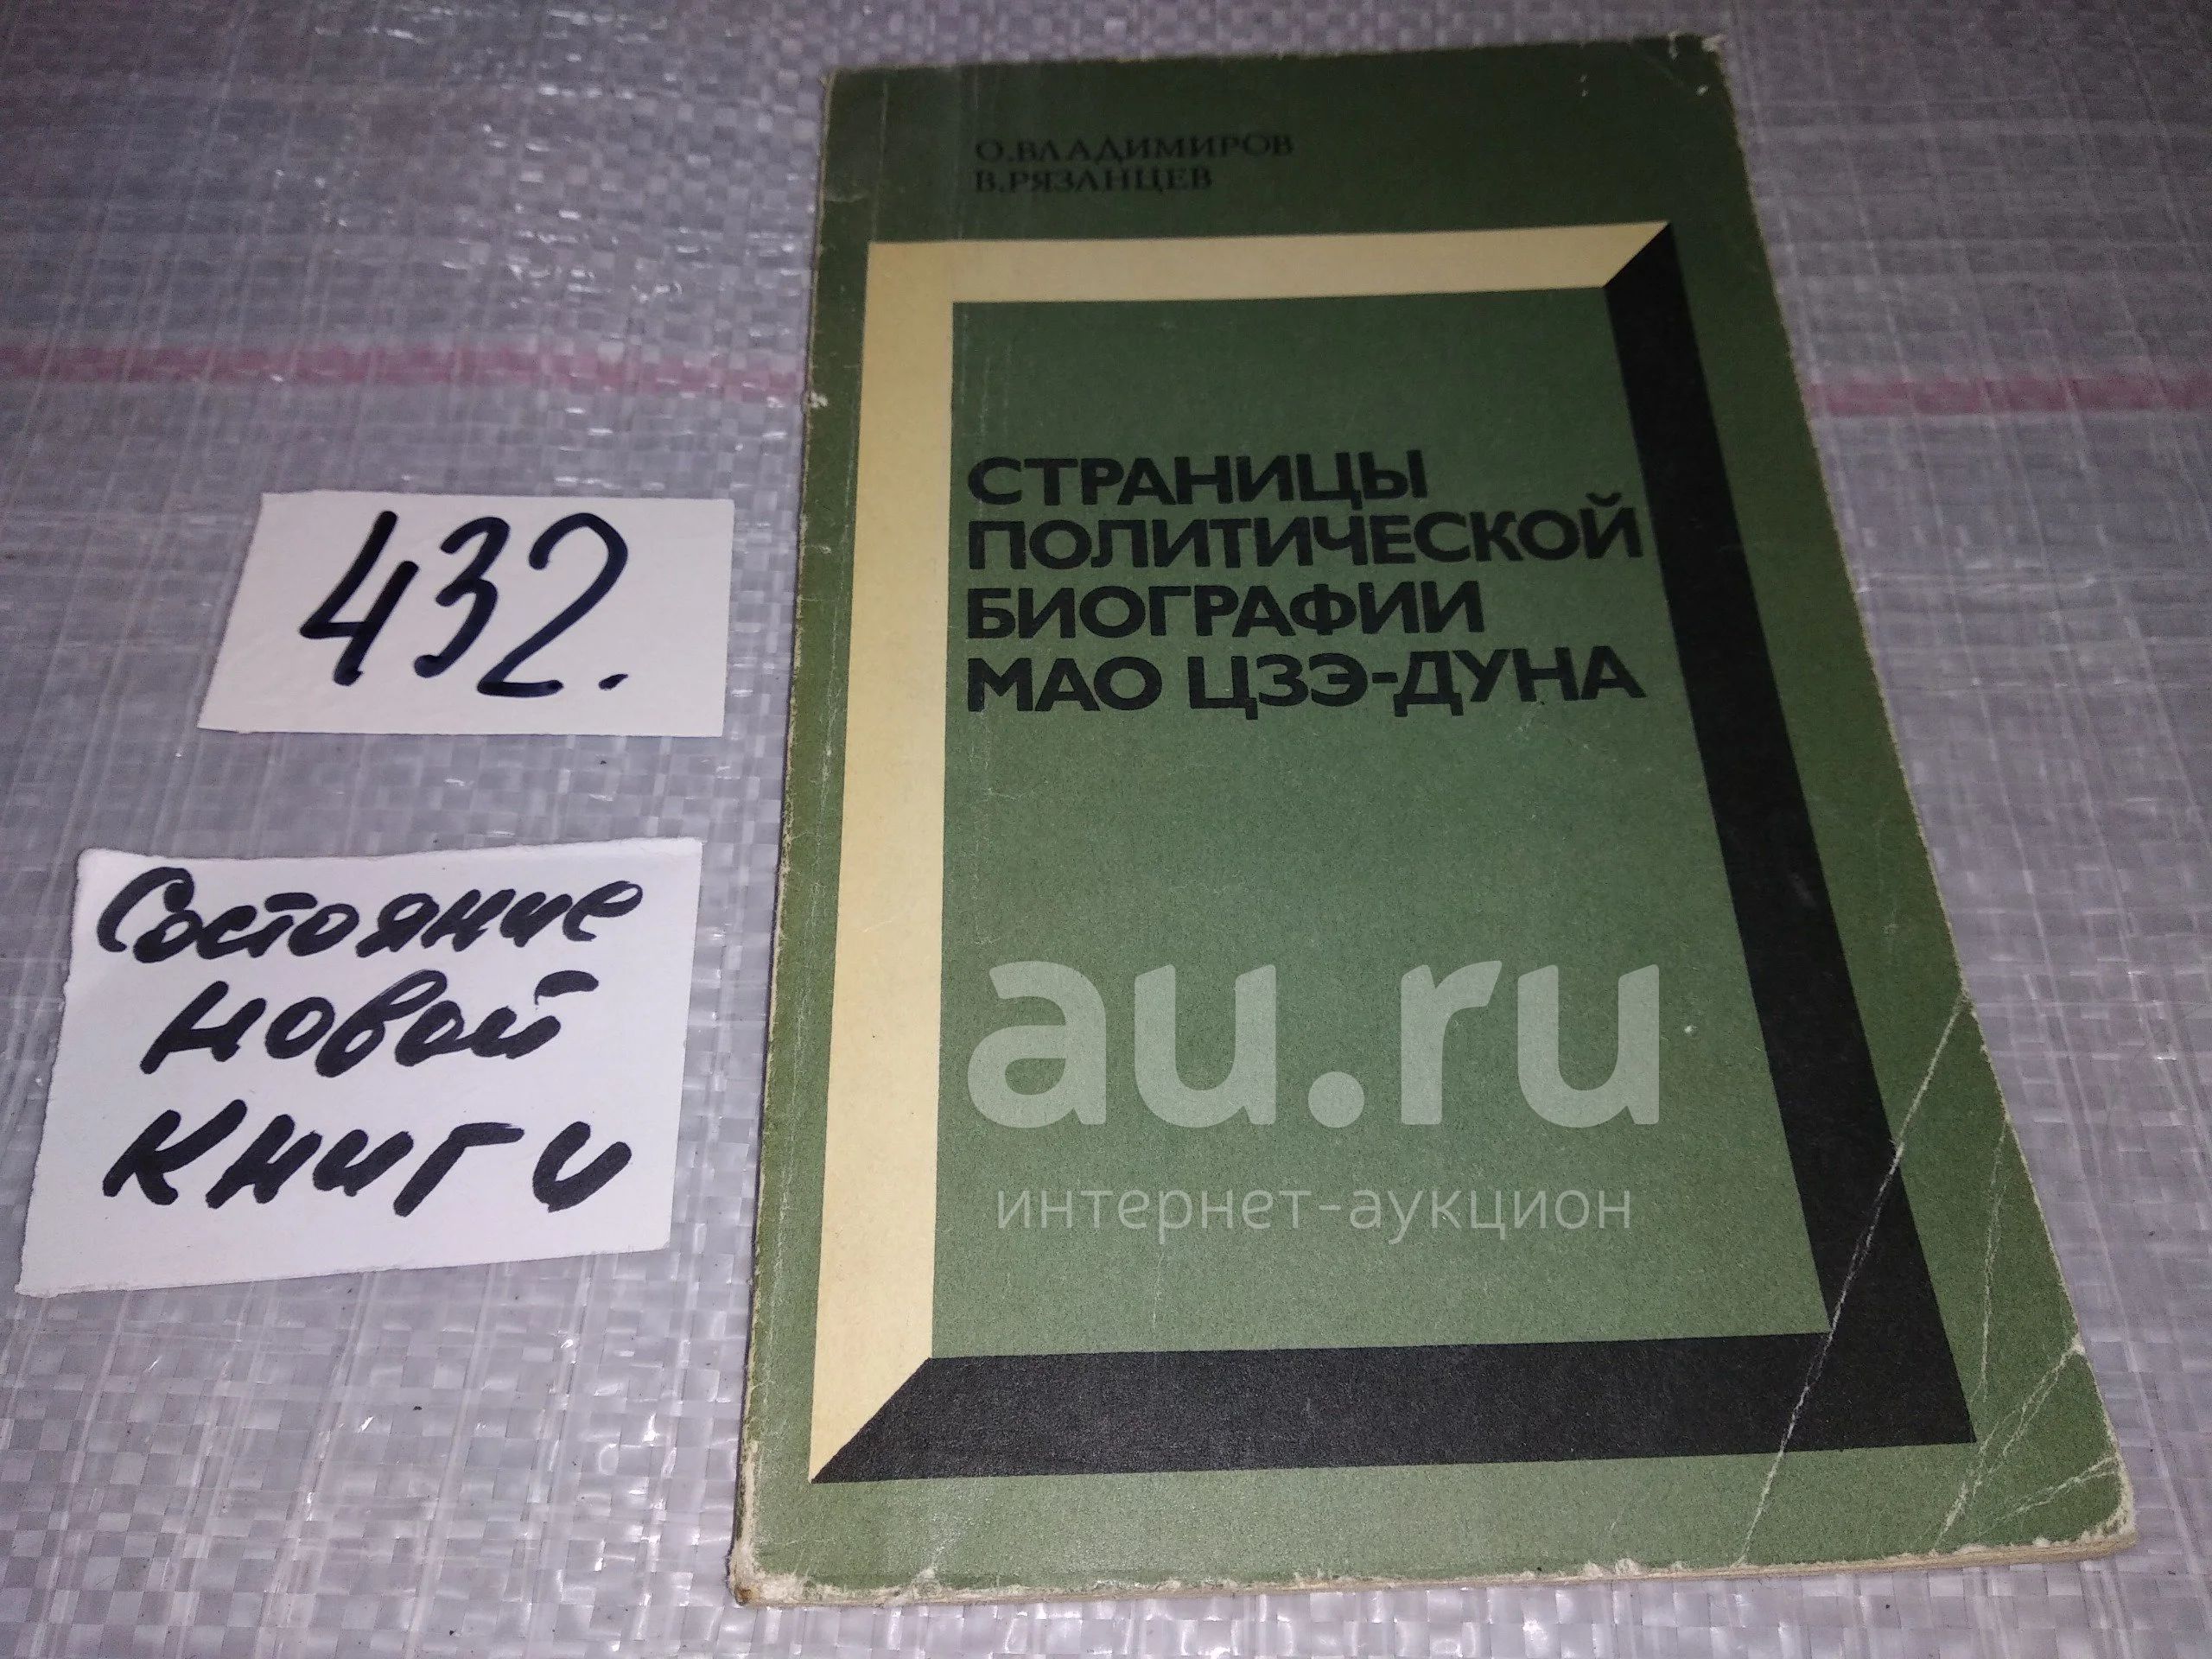 О.ВЛАДИМИРОВ
В.РЯЗАНЦЕВ
СТРАНИЦЫ
ПОЛИТИЧЕСКОЙ
БИОГРАФИИ
МАО ЦЗЭ-ДУНА
432.
Состояние
новой
книги
au.ru
интернет-аукцион